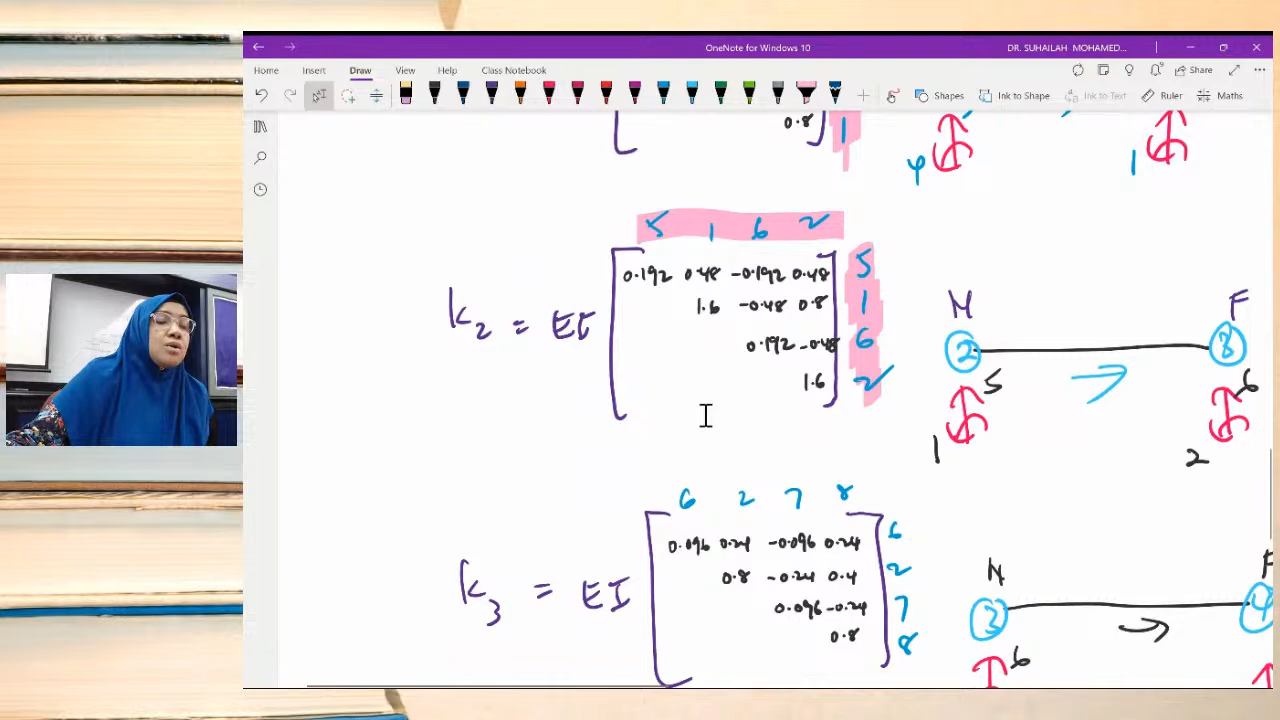 OneNote for Windows 10
DR. SUHAILAH MOHAMED...
Home Insert Draw View Help Class Notebook
Share
Shapes Ink to Shape Ink to Text Ruler Maths
0.8 1
4 1
5 1 6 2
k2 = EI
0.192 0.48 -0.192 0.48 5
1.6 -0.48 0.8 1
0.192 -0.48 6
1.6 2
N F
2 3
5 6
1 2
6 2 7 8
k3 = EI
0.096 0.24 -0.096 0.24 6
0.8 -0.24 0.4 2
0.096 -0.24 7
0.8 8
N F
3 4
6